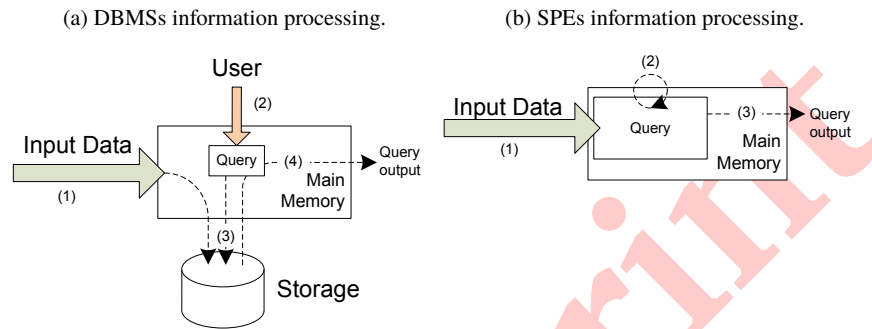 (a) DBMSs information processing.
(b) SPEs information processing.
User
(2)
Input Data
(1)
Query
(4)
Query
output
Main
Memory
(3)
Storage
(2)
Input Data
(1)
Query
(3)
Query
output
Main
Memory
rint